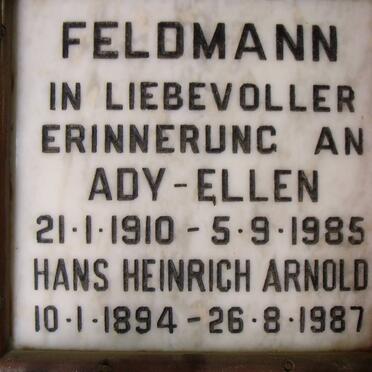 FELDMANN
IN LIEBEVOLLER
ERINNERUNG AN
ADY-ELLEN
21·1·1910 - 5·9·1985
HANS HEINRICH ARNOLD
10·1·1894 - 26·8·1987